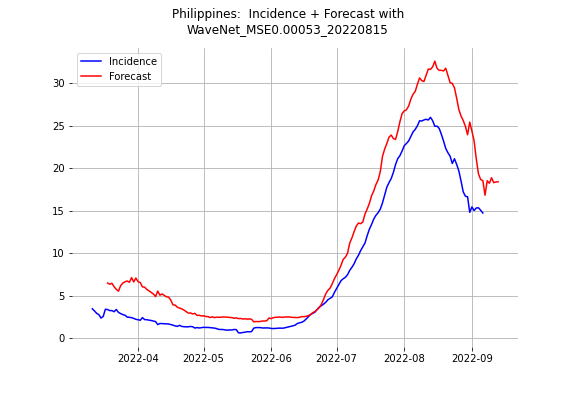 Philippines:  Incidence + Forecast with
WaveNet_MSE0.00053_20220815
Incidence
Forecast
30
25
20
15
10
5
0
2022-04 2022-05 2022-06 2022-07 2022-08 2022-09